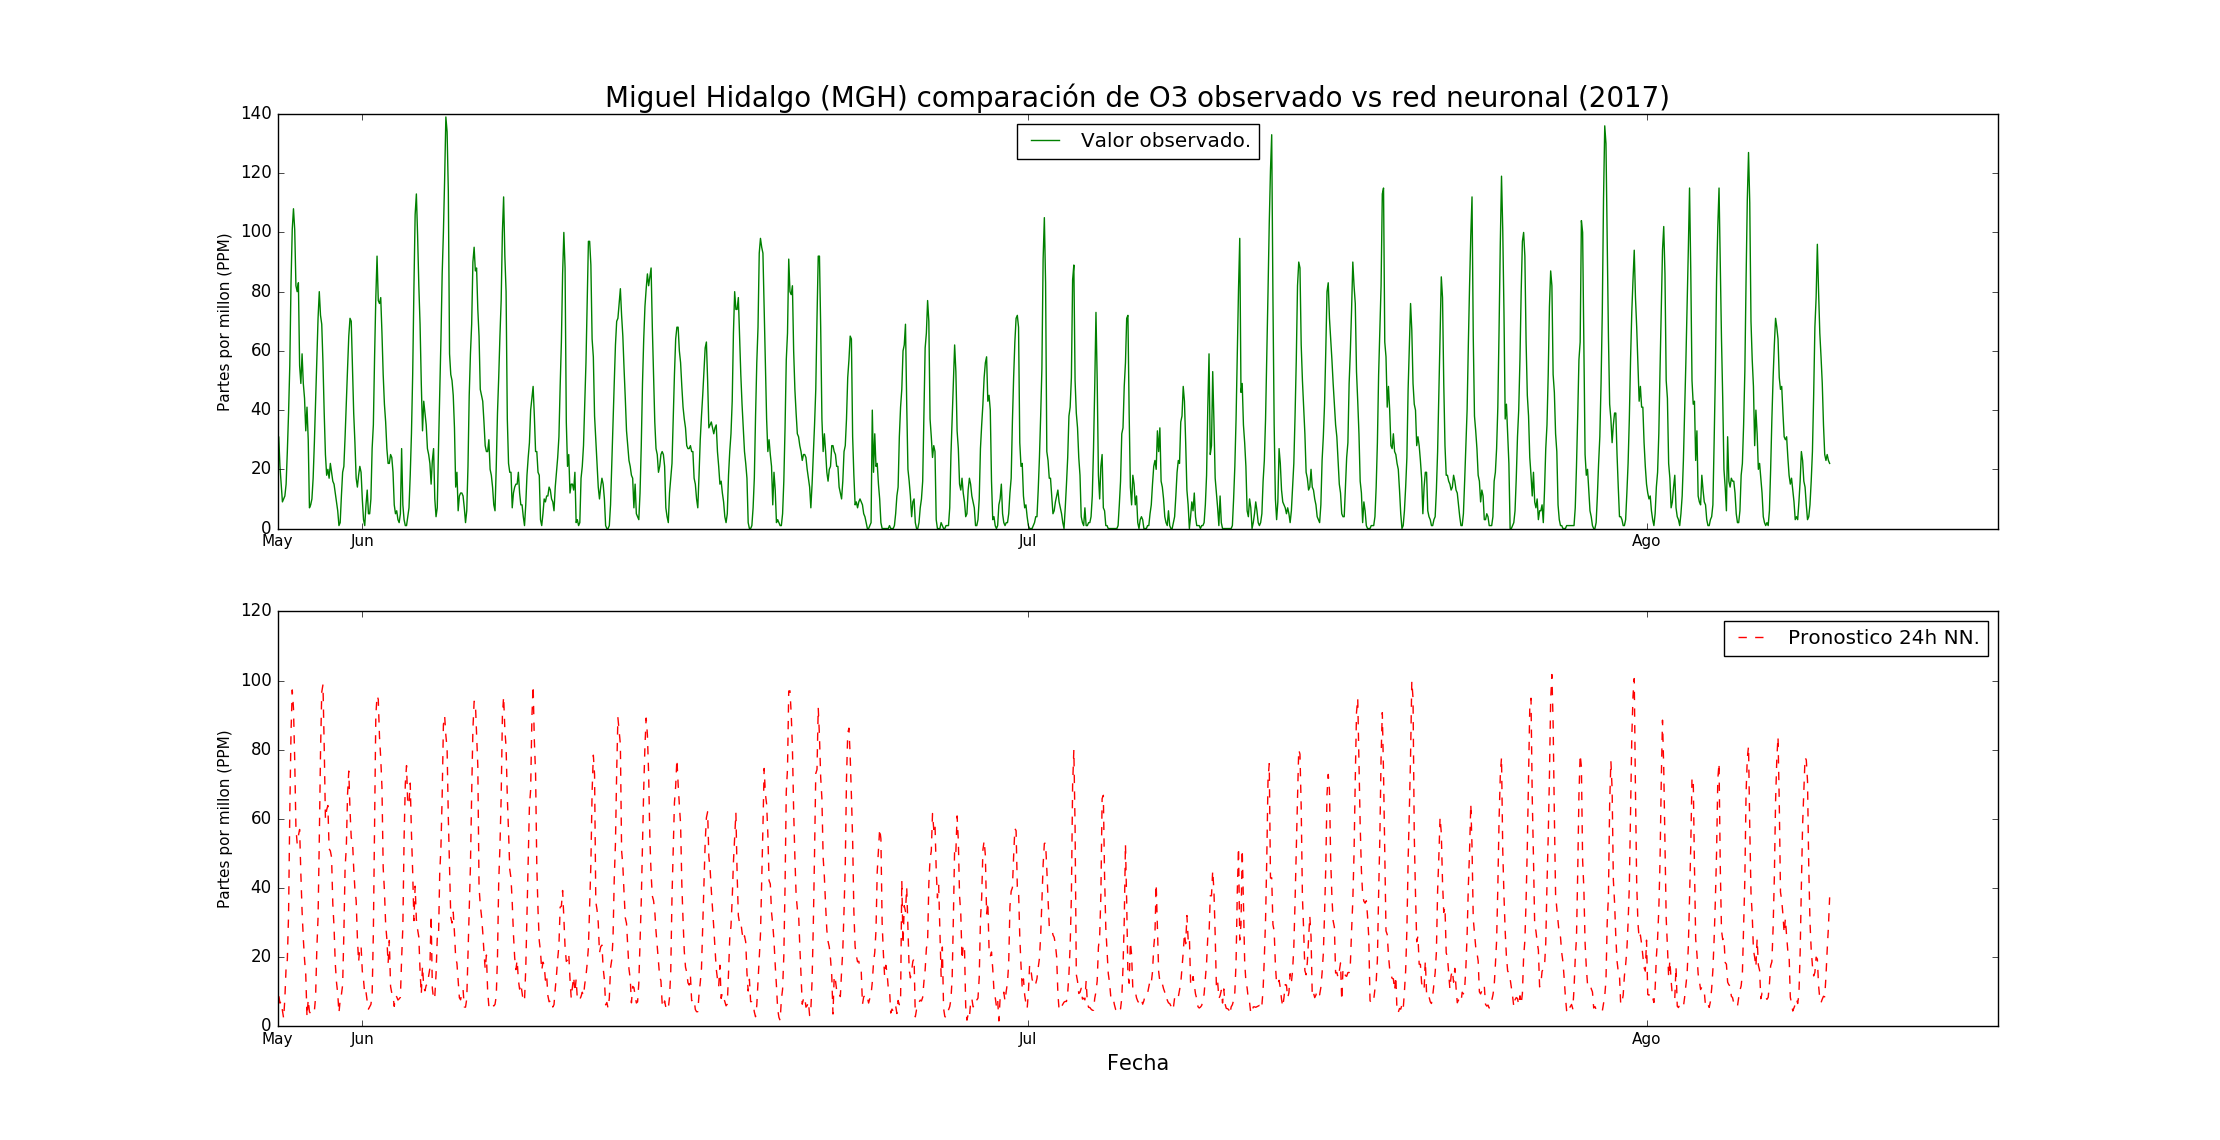 Miguel Hidalgo (MGH) comparación de O3 observado vs red neuronal (2017)
140
120
100
80
60
40
20
0
Partes por millon (PPM)
Valor observado.
May Jun Jul Ago
120
100
80
60
40
20
0
Partes por millon (PPM)
Pronostico 24h NN.
May Jun Jul Ago
Fecha